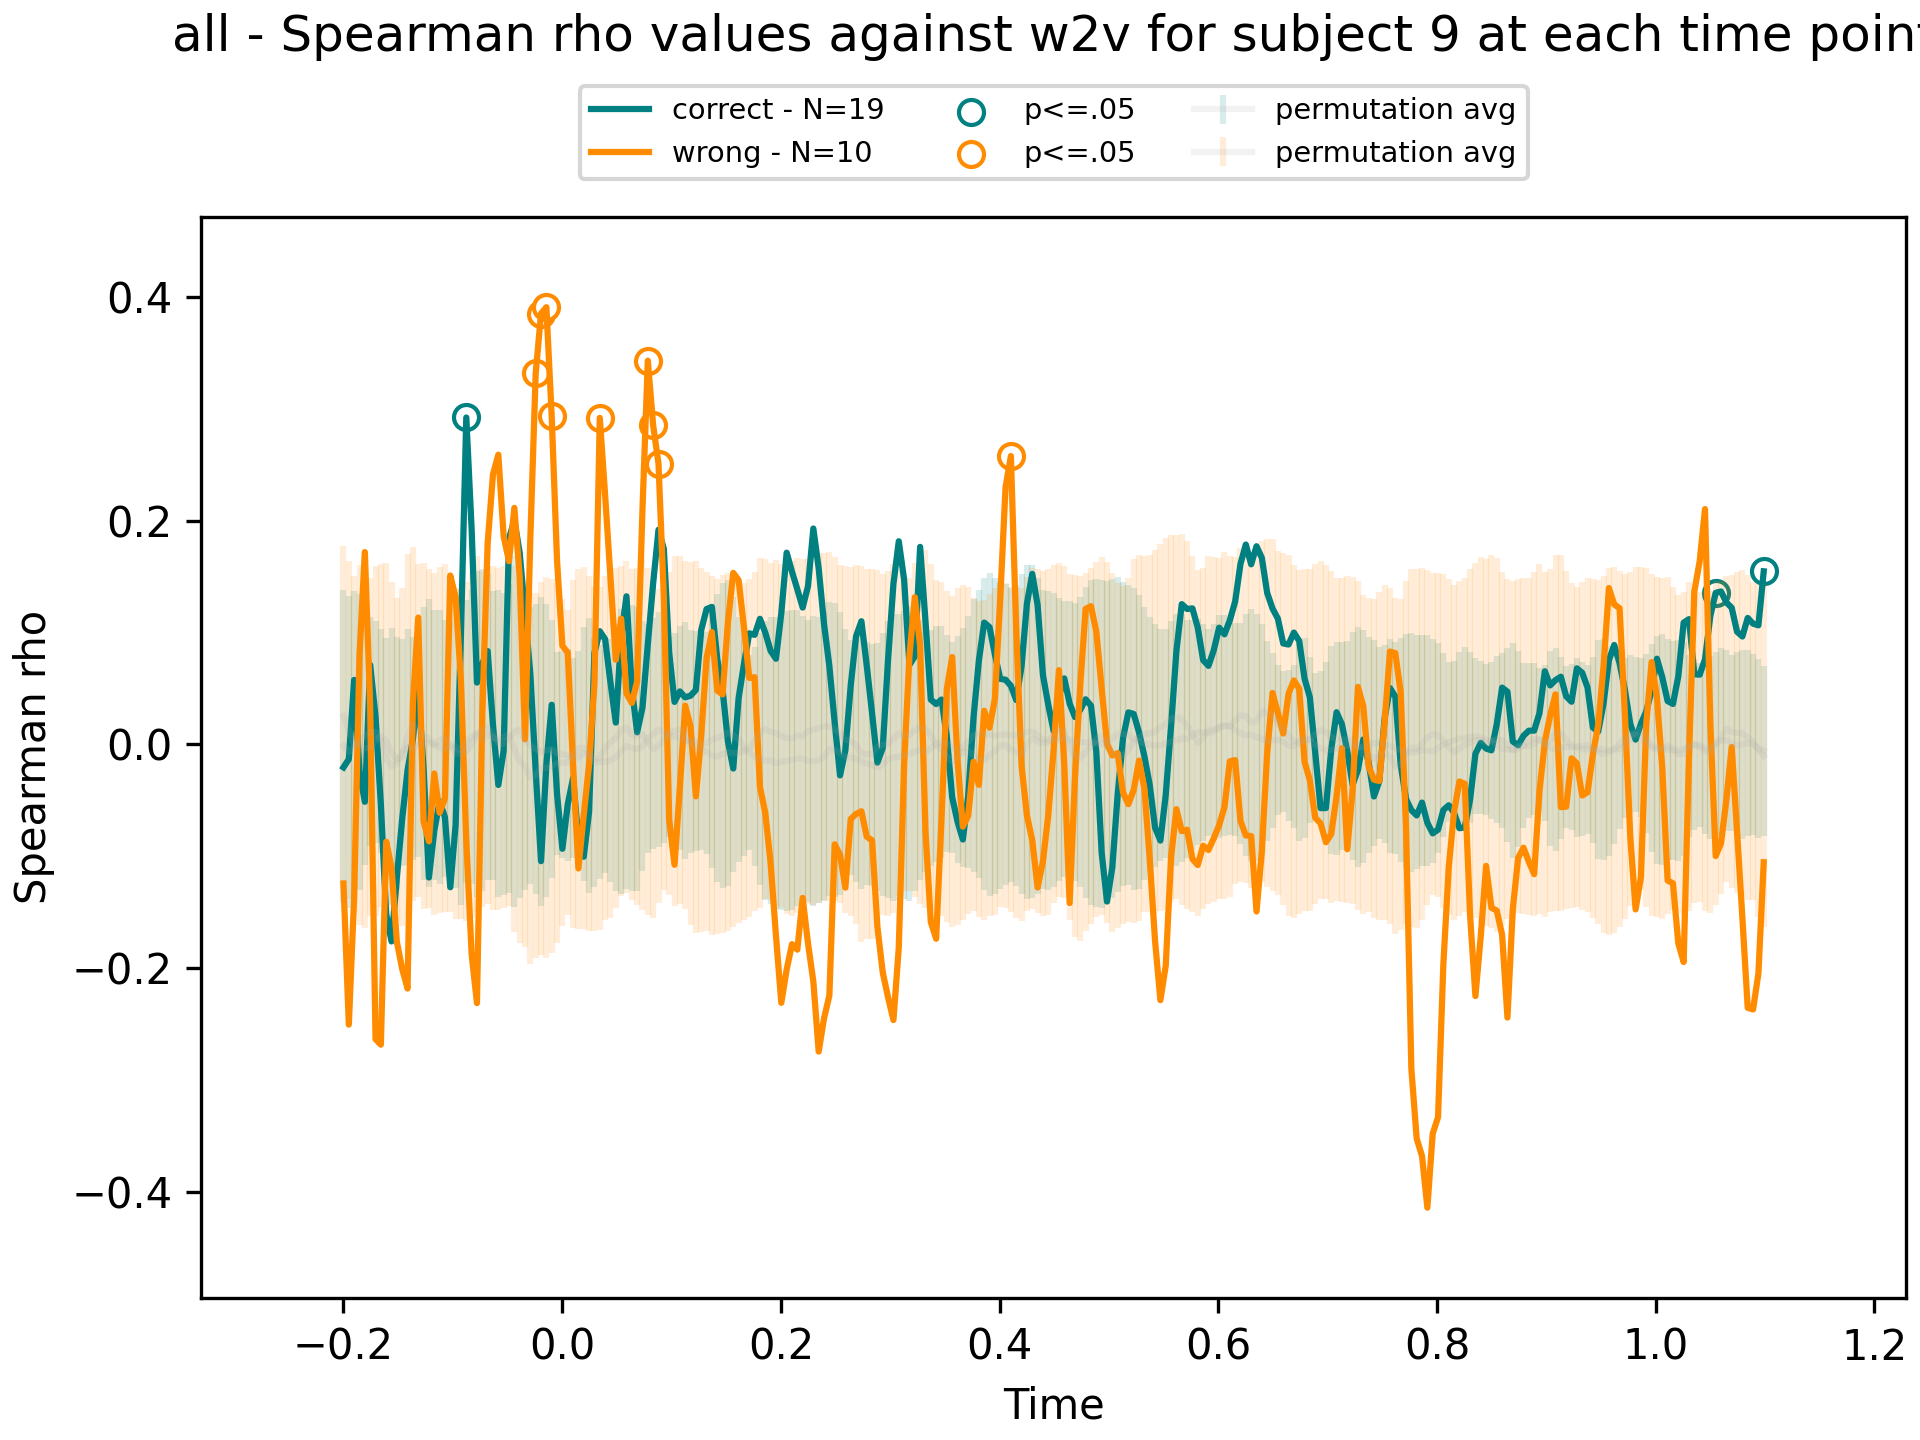 all - Spearman rho values against w2v for subject 9 at each time poin
correct - N=19
wrong - N=10
p<=.05
p<=.05
permutation avg
permutation avg
Spearman rho
0.4
0.2
0.0
−0.2
−0.4
−0.2 0.0 0.2 0.4 0.6 0.8 1.0 1.2
Time